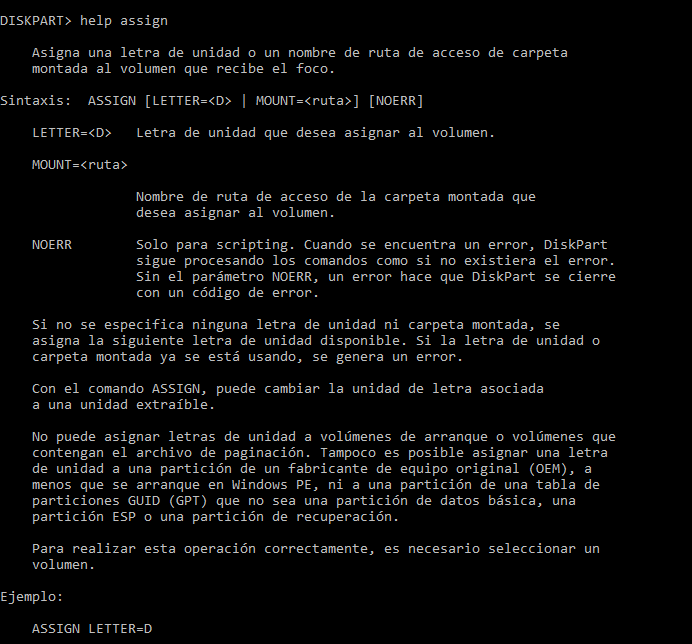 DISKPART> help assign
Asigna una letra de unidad o un nombre de ruta de acceso de carpeta
montada al volumen que recibe el foco.
Sintaxis:  ASSIGN [LETTER=<D> | MOUNT=<ruta>] [NOERR]
LETTER=<D>   Letra de unidad que desea asignar al volumen.
MOUNT=<ruta>
Nombre de ruta de acceso de la carpeta montada que
desea asignar al volumen.
NOERR        Solo para scripting. Cuando se encuentra un error, DiskPart
sigue procesando los comandos como si no existiera el error.
Sin el parámetro NOERR, un error hace que DiskPart se cierre
con un código de error.
Si no se especifica ninguna letra de unidad ni carpeta montada, se
asigna la siguiente letra de unidad disponible. Si la letra de unidad o
carpeta montada ya se está usando, se genera un error.
Con el comando ASSIGN, puede cambiar la unidad de letra asociada
a una unidad extraíble.
No puede asignar letras de unidad a volúmenes de arranque o volúmenes que
contengan el archivo de paginación. Tampoco es posible asignar una letra
de unidad a una partición de un fabricante de equipo original (OEM), a
menos que se arranque en Windows PE, ni a una partición de una tabla de
particiones GUID (GPT) que no sea una partición de datos básica, una
partición ESP o una partición de recuperación.
Para realizar esta operación correctamente, es necesario seleccionar un
volumen.
Ejemplo:
ASSIGN LETTER=D